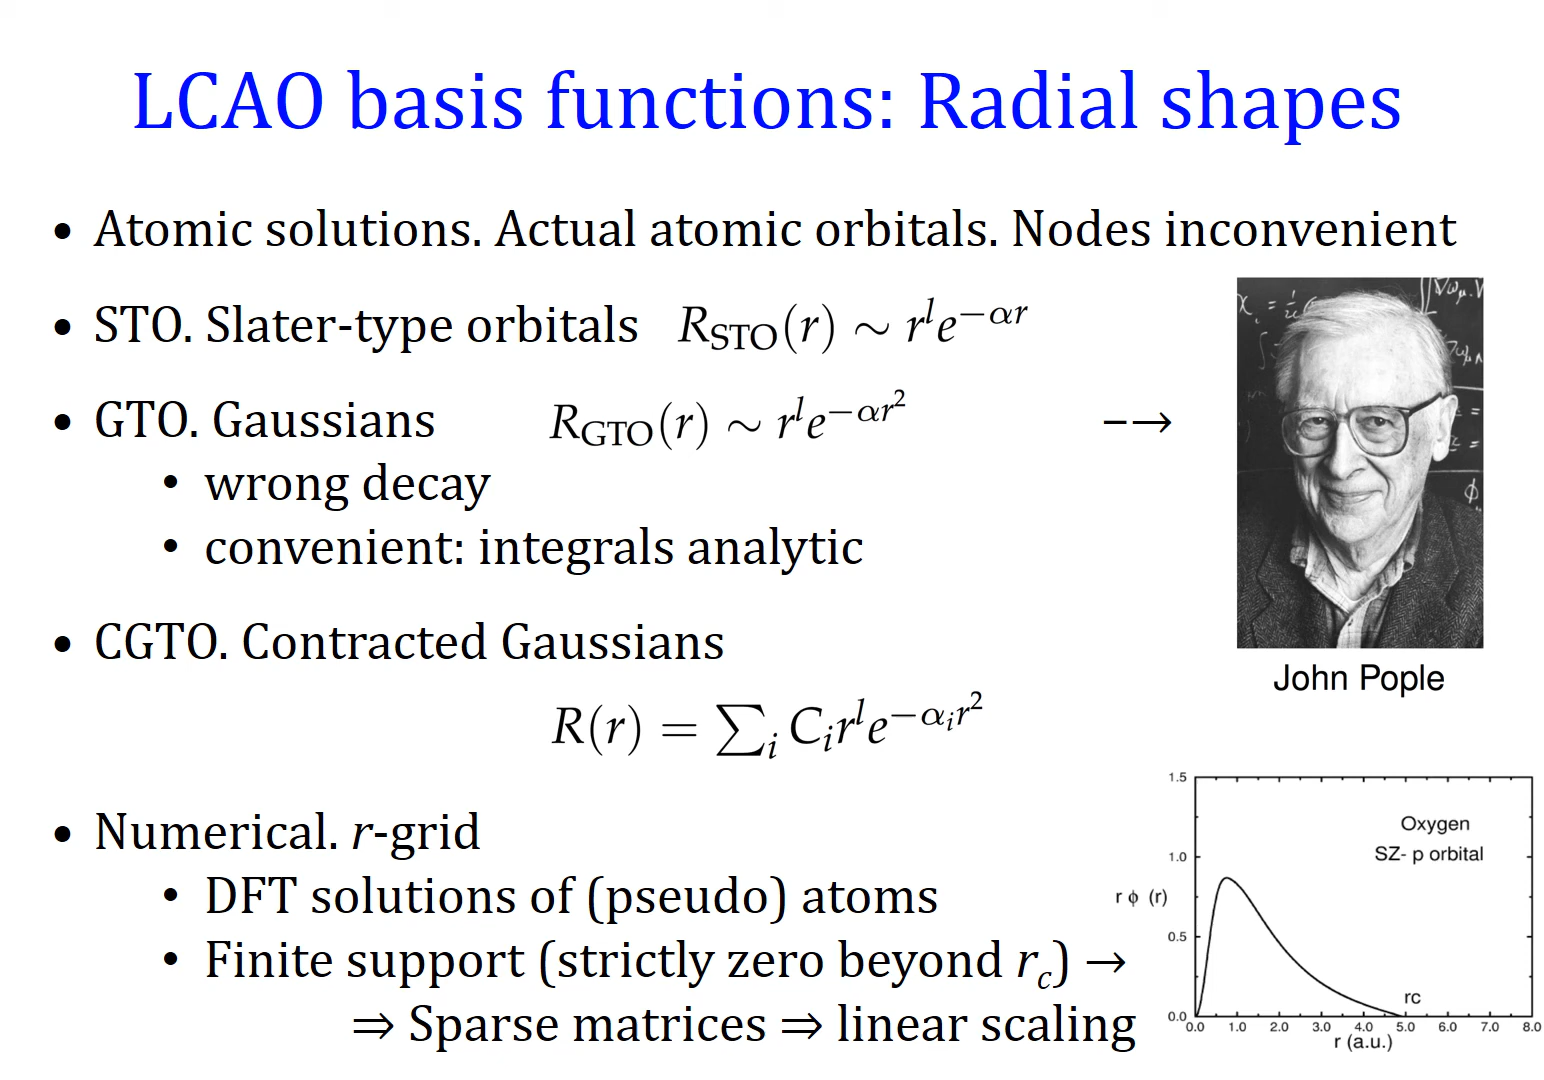 LCAO basis functions: Radial shapes
• Atomic solutions. Actual atomic orbitals. Nodes inconvenient
• STO. Slater-type orbitals R_STO(r) ∼ r^l e^{−αr}
• GTO. Gaussians R_GTO(r) ∼ r^l e^{−αr²} −→
• wrong decay
• convenient: integrals analytic
• CGTO. Contracted Gaussians
John Pople
R(r) = ∑_i C_i r^l e^{−α_i r²}
• Numerical. r-grid
• DFT solutions of (pseudo) atoms
• Finite support (strictly zero beyond r_c) →
⇒ Sparse matrices ⇒ linear scaling
1.5
Oxygen
1.0
SZ- p orbital
r ϕ (r)
0.5
rc
0.0
0.0 1.0 2.0 3.0 4.0 5.0 6.0 7.0 8.0
r (a.u.)